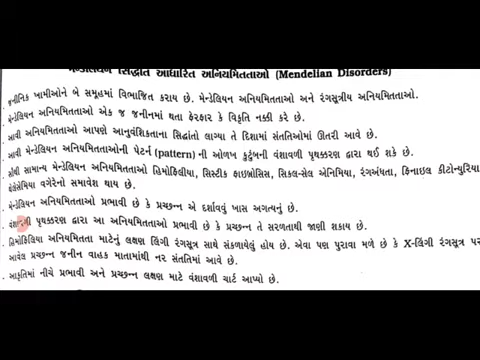 મેન્ડેલિયન સિદ્ધાંત આધારિત અનિયમિતતાઓ (Mendelian Disorders)
જનીનિક ખામીઓને બે સમૂહમાં વિભાજિત કરાય છે. મેન્ડેલિયન અનિયમિતતાઓ અને રંગસૂત્રીય અનિયમિતતાઓ.
મેન્ડેલિયન અનિયમિતતાઓ એક જ જનીનમાં થતા ફેરફાર કે વિકૃતિ નક્કી કરે છે.
આવી અનિયમિતતાઓ આપણે આનુવંશિકતાના સિદ્ધાંતો લાગ્યા તે દિશામાં સંતતિઓમાં ઊતરી આવે છે.
આવી મેન્ડેલિયન અનિયમિતતાઓની પેટર્ન (pattern) ની ઓળખ કુટુંબની વંશાવળી પૃથક્કરણ દ્વારા થઈ શકે છે.
સૌથી સામાન્ય મેન્ડેલિયન અનિયમિતતાઓ હિમોફીલિયા, સિસ્ટીક ફાઇબ્રોસિસ, સિકલ-સેલ એનિમિયા, રંગઅંધતા, ફિનાઇલ કીટોન્યુરિયા
થેલેસેમિયા વગેરેનો સમાવેશ થાય છે.
મેન્ડેલિયન અનિયમિતતાઓ પ્રભાવી છે કે પ્રચ્છન્ન એ દર્શાવવું ખાસ અગત્યનું છે.
વંશાવળી પૃથક્કરણ દ્વારા આ અનિયમિતતાઓ પ્રભાવી છે કે પ્રચ્છન્ન તે સરળતાથી જાણી શકાય છે.
હિમોફિલિયા અનિયમિતતા માટેનું લક્ષણ લિંગી રંગસૂત્ર સાથે સંકળાયેલું હોય છે. એવા પણ પુરાવા મળે છે કે X-લિંગી રંગસૂત્ર પર
આવેલ પ્રચ્છન્ન જનીન વાહક માતામાંથી નર સંતતિમાં આવે છે.
આકૃતિમાં નીચે પ્રભાવી અને પ્રચ્છન્ન લક્ષણ માટે વંશાવળી ચાર્ટ આપ્યો છે.